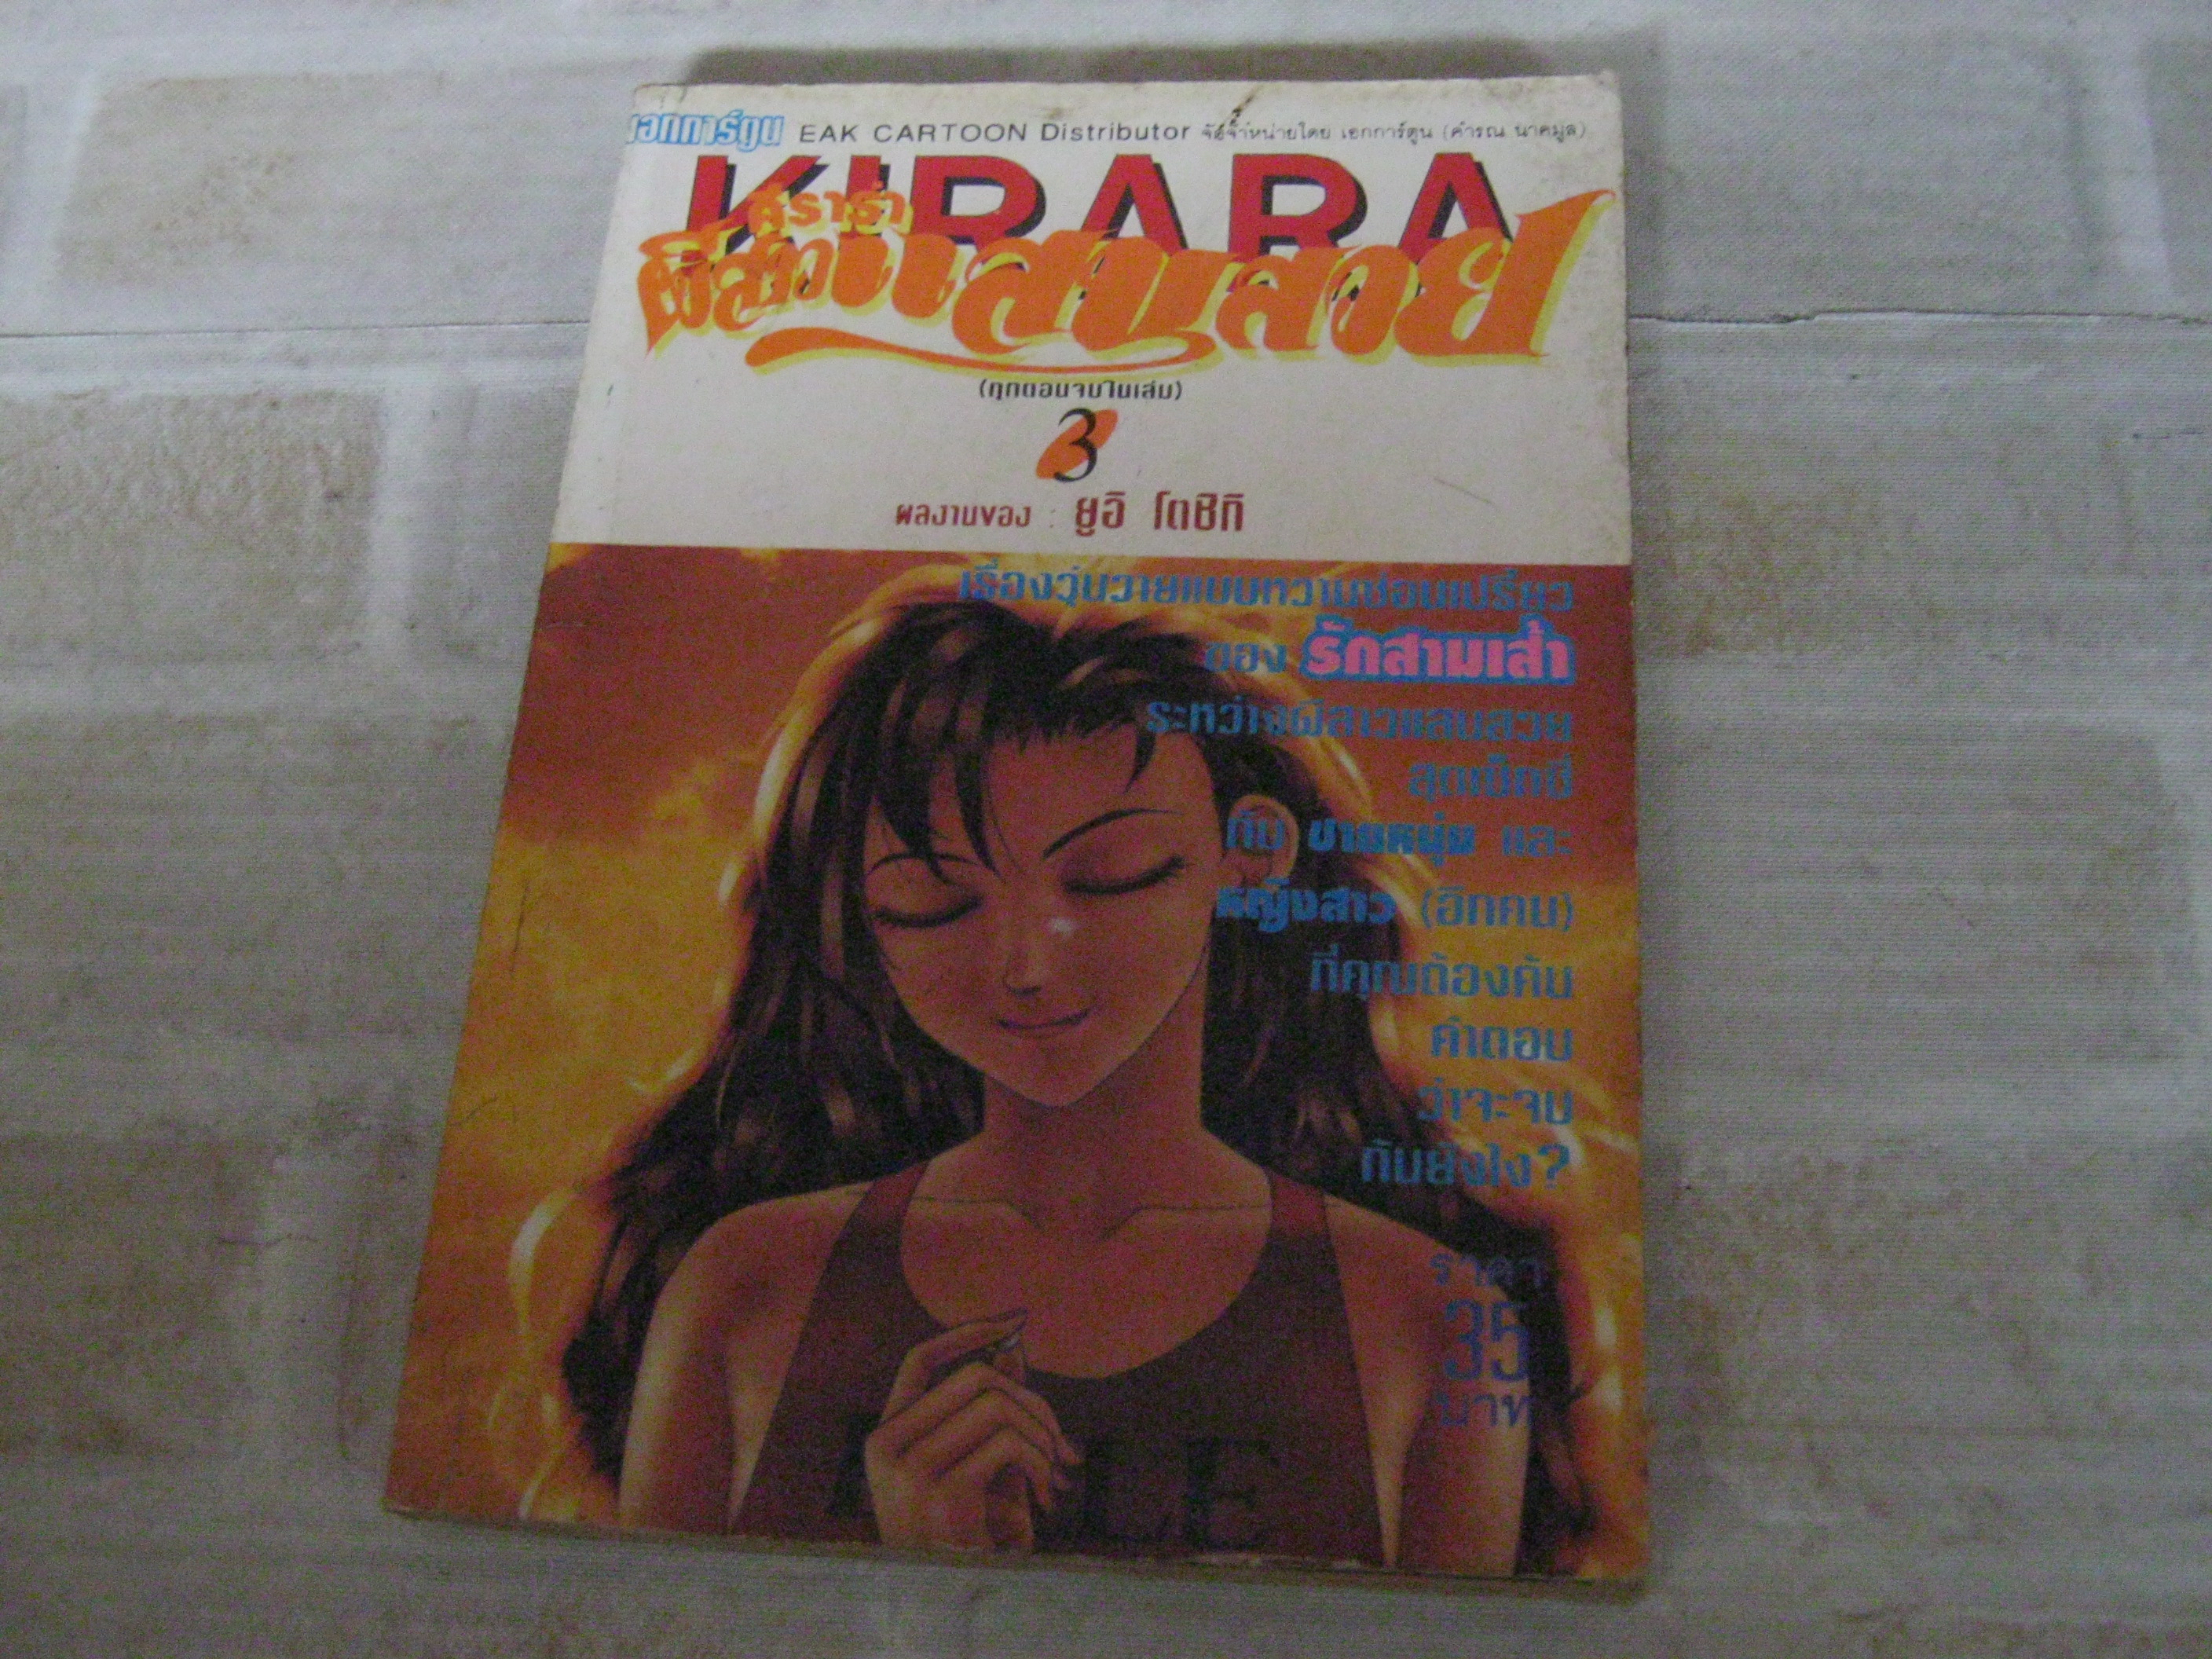 เอกการ์ตูน EAK CARTOON Distributor จัดจำหน่ายโดย เอกการ์ตูน (คำรณ นาคมูล)
KIRARA
คิราร่า
ผีสาวแสนสวย
(ทุกตอนจบในเล่ม)
3
ผลงานของ : ยูอิ โตชิกิ
เรื่องวุ่นวายแบบหวานซ่อนเปรี้ยว
ของ รักสามเส้า
ระหว่างผีสาวแสนสวย
สุดเซ็กซี่
กับ ชายหนุ่ม และ
หญิงสาว (อีกคน)
ที่คุณต้องค้น
คำตอบ
ว่าจะจบ
กันยังไง?
ราคา
35
บาท